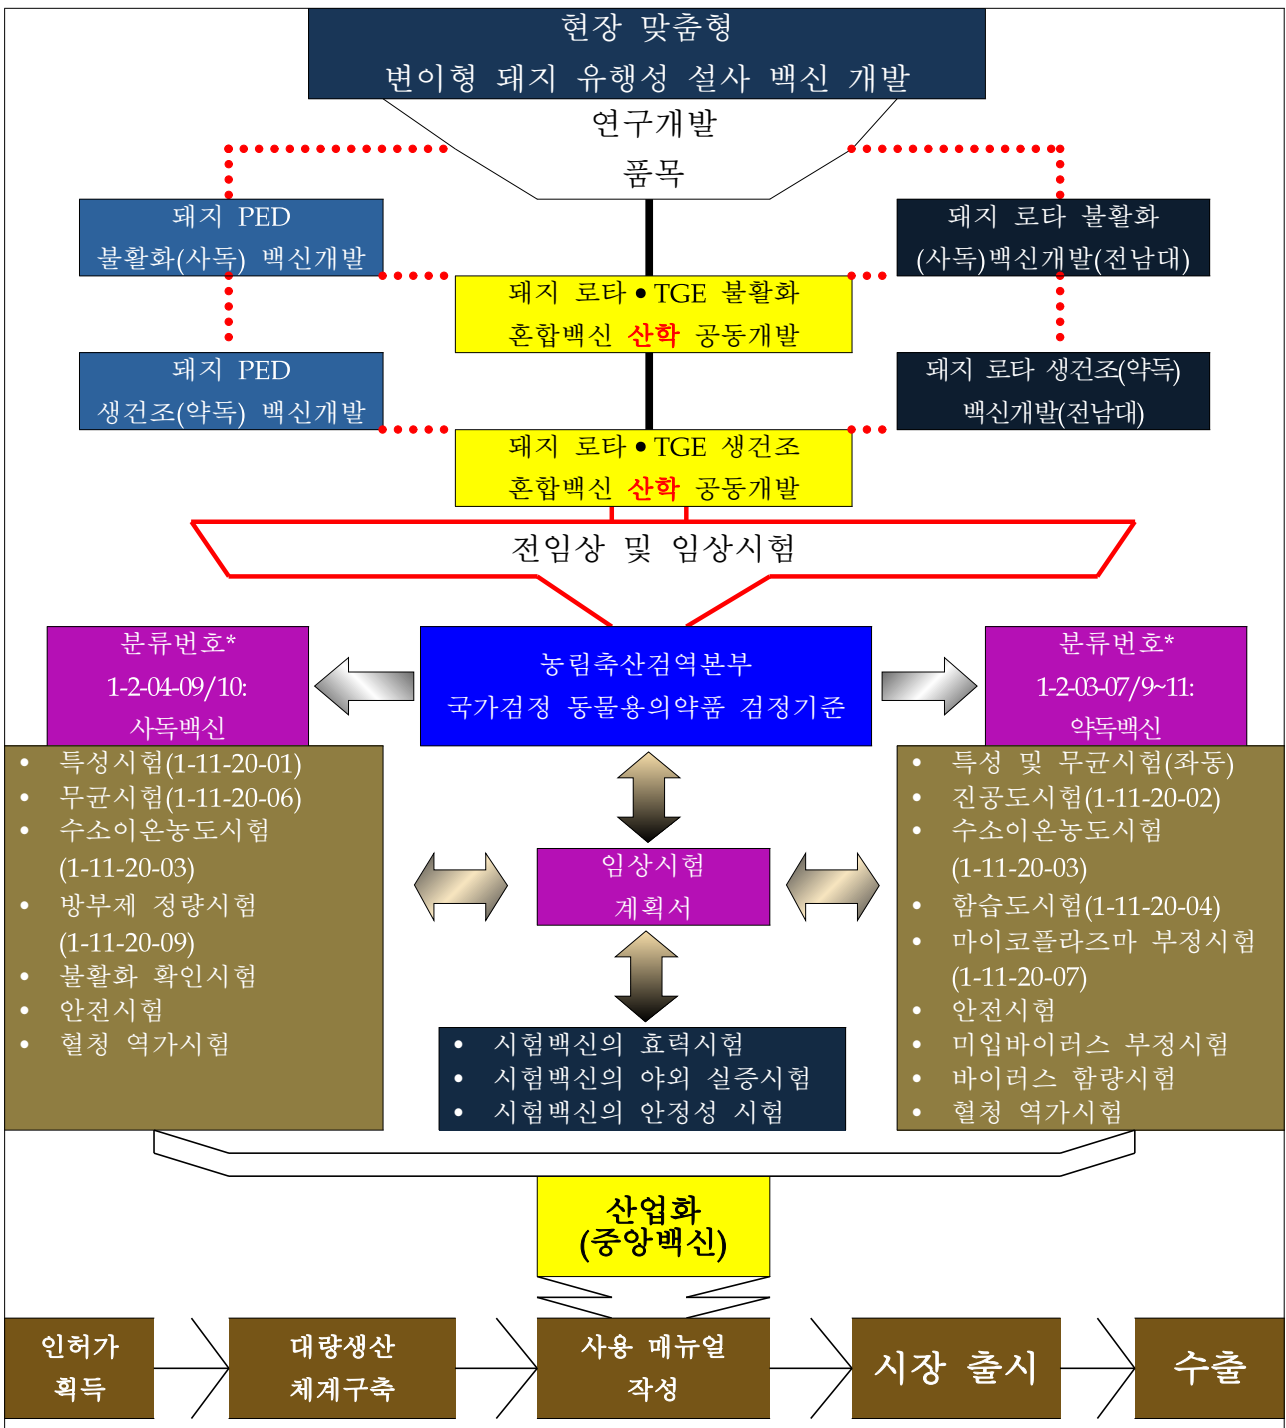 현장 맞춤형
변이형 돼지 유행성 설사 백신 개발
연구개발
품목
돼지 PED
불활화(사독) 백신개발
돼지 로타 불활화
(사독)백신개발(전남대)
돼지 로타 • TGE 불활화
혼합백신 산학 공동개발
돼지 PED
생건조(약독) 백신개발
돼지 로타 생건조(약독)
백신개발(전남대)
돼지 로타 • TGE 생건조
혼합백신 산학 공동개발
전임상 및 임상시험
분류번호*
1-2-04-09/10:
사독백신
농림축산검역본부
국가검정 동물용의약품 검정기준
분류번호*
1-2-03-07/9~11:
약독백신
• 특성시험(1-11-20-01)
• 무균시험(1-11-20-06)
• 수소이온농도시험
(1-11-20-03)
• 방부제 정량시험
(1-11-20-09)
• 불활화 확인시험
• 안전시험
• 혈청 역가시험
임상시험
계획서
• 시험백신의 효력시험
• 시험백신의 야외 실증시험
• 시험백신의 안정성 시험
• 특성 및 무균시험(좌동)
• 진공도시험(1-11-20-02)
• 수소이온농도시험
(1-11-20-03)
• 함습도시험(1-11-20-04)
• 마이코플라즈마 부정시험
(1-11-20-07)
• 안전시험
• 미입바이러스 부정시험
• 바이러스 함량시험
• 혈청 역가시험
산업화
(중앙백신)
인허가
획득
대량생산
체계구축
사용 매뉴얼
작성
시장 출시
수출